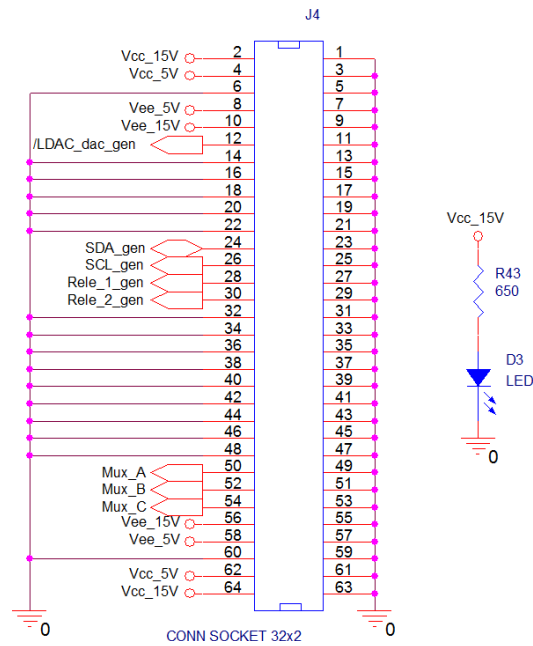 J4
Vcc_15V 2 1
Vcc_5V 4 3
6 5
Vee_5V 8 7
Vee_15V 10 9
/LDAC_dac_gen 12 11
14 13
16 15
18 17
20 19
22 21
SDA_gen 24 23
SCL_gen 26 25
Rele_1_gen 28 27
Rele_2_gen 30 29
32 31
34 33
36 35
38 37
40 39
42 41
44 43
46 45
48 47
Mux_A 50 49
Mux_B 52 51
Mux_C 54 53
Vee_15V 56 55
Vee_5V 58 57
60 59
Vcc_5V 62 61
Vcc_15V 64 63
0 0
CONN SOCKET 32x2
Vcc_15V
R43
650
D3
LED
0